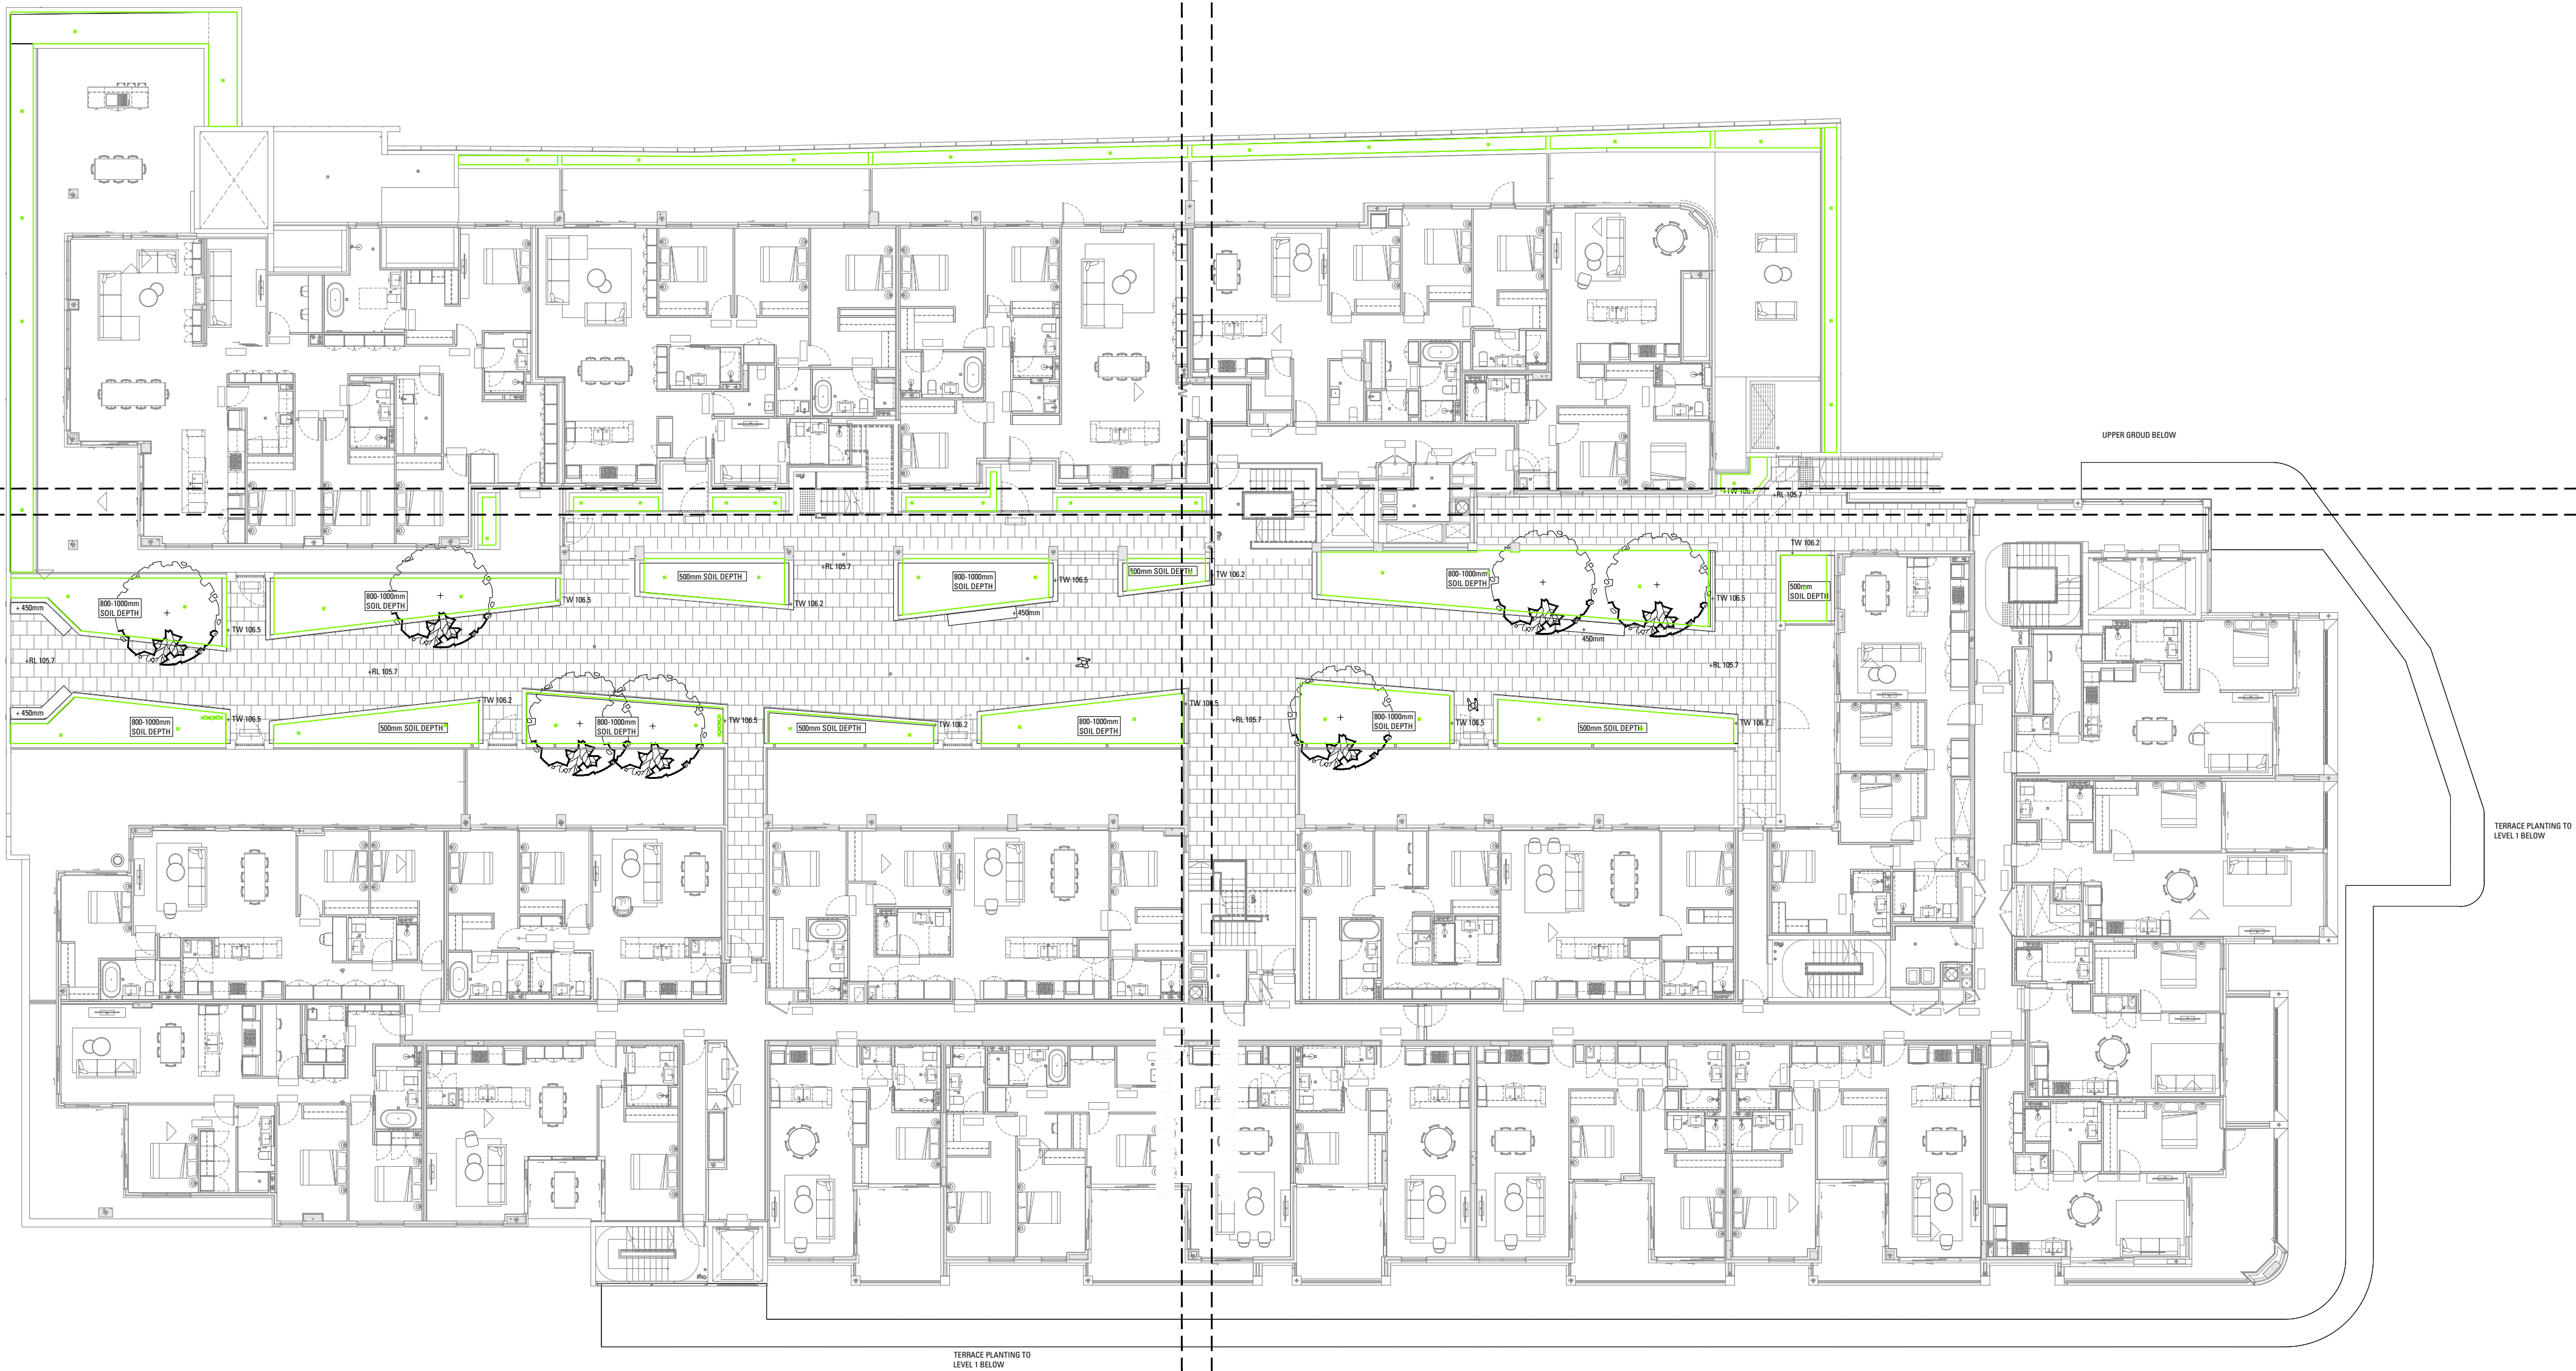 UPPER GROUD BELOW
+TW 105.7
+RL 105.7
TW 106.2
+RL 105.7
500mm SOIL DEPTH
800-1000mm
SOIL DEPTH
+ TW 106.5
500mm SOIL DEPTH
+ TW 106.2
800-1000mm
SOIL DEPTH
+ TW 106.5
500mm
SOIL DEPTH
+ 450mm
800-1000mm
SOIL DEPTH
+ TW 106.5
800-1000mm
SOIL DEPTH
+ TW 106.5
+ TW 106.2
+450mm
450mm
+RL 105.7
+RL 105.7
+RL 105.7
+ 450mm
800-1000mm
SOIL DEPTH
+ TW 106.5
500mm SOIL DEPTH
+ TW 106.2
800-1000mm
SOIL DEPTH
+ TW 106.5
500mm SOIL DEPTH
+ TW 106.2
800-1000mm
SOIL DEPTH
+ TW 106.5
+RL 105.7
800-1000mm
SOIL DEPTH
+ TW 106.5
500mm SOIL DEPTH
+ TW 106.2
TERRACE PLANTING TO
LEVEL 1 BELOW
TERRACE PLANTING TO
LEVEL 1 BELOW